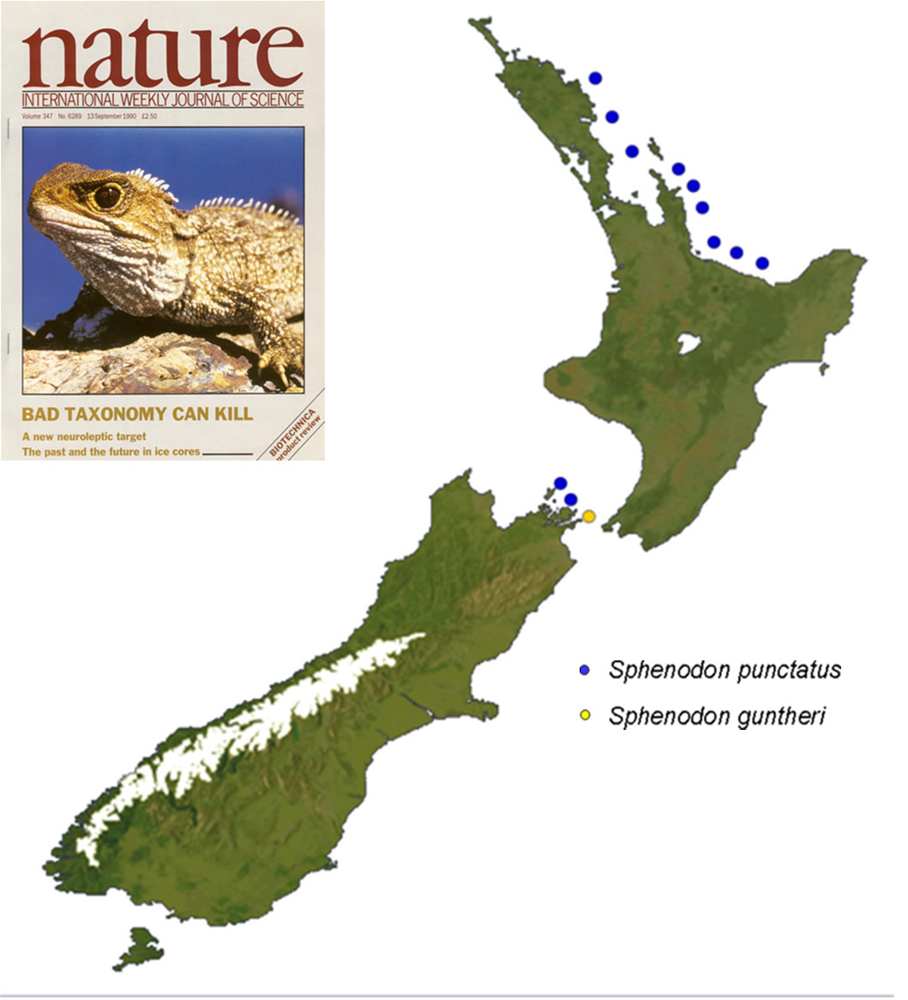 nature
INTERNATIONAL WEEKLY JOURNAL OF SCIENCE
Volume 347 No. 6289 13 September 1990 £2.50
BAD TAXONOMY CAN KILL
A new neuroleptic target
The past and the future in ice cores
BIOTECHNICA
product review
Sphenodon punctatus
Sphenodon guntheri